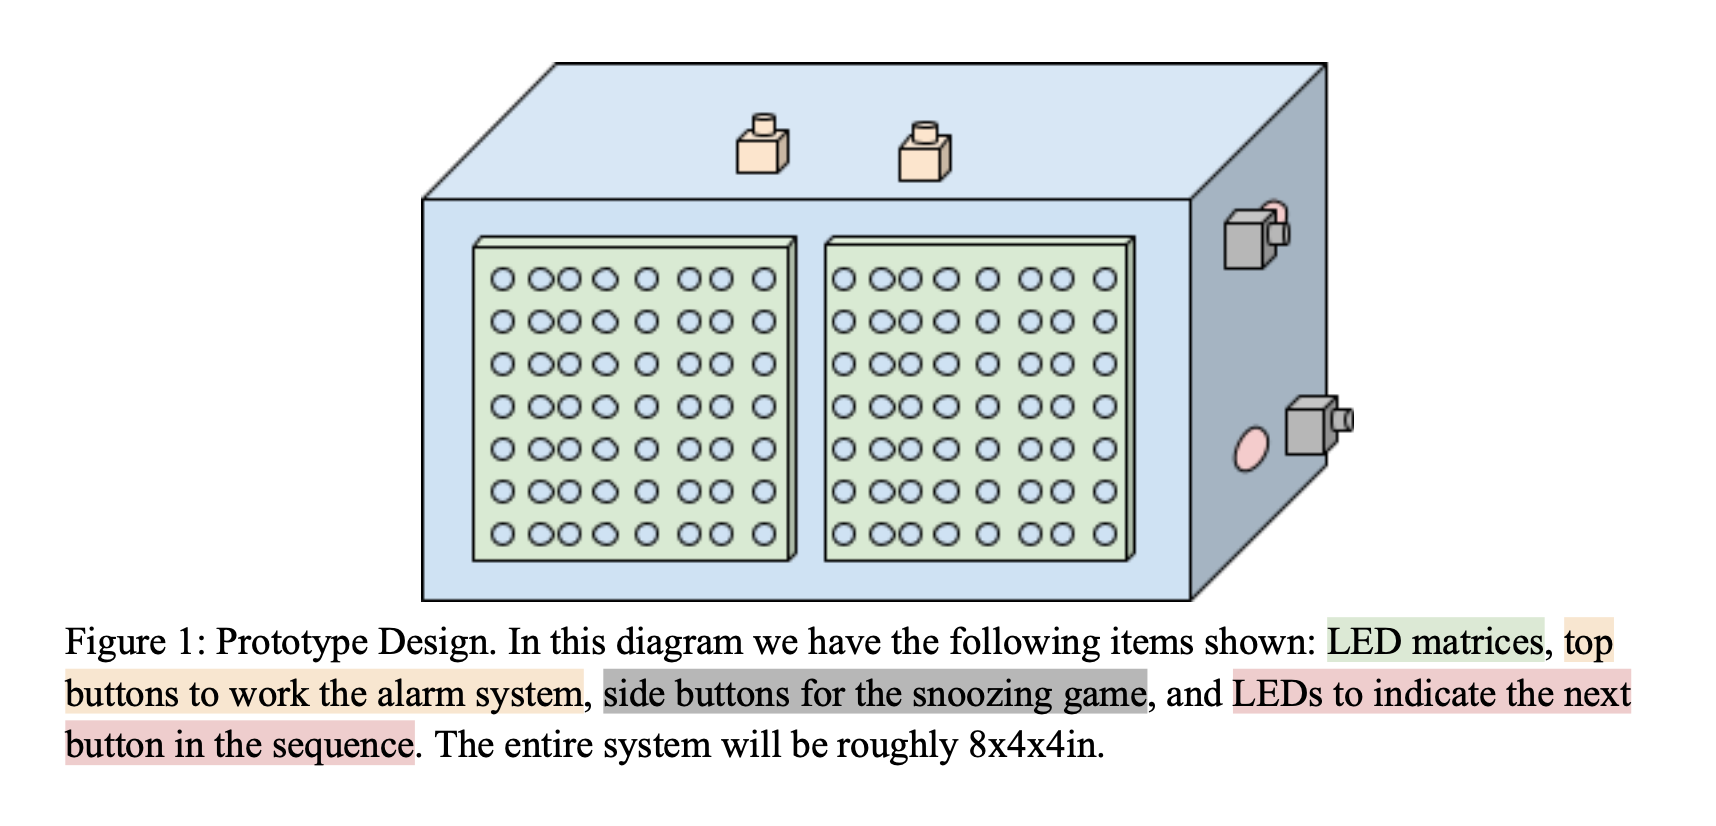 Figure 1: Prototype Design. In this diagram we have the following items shown: LED matrices, top
buttons to work the alarm system, side buttons for the snoozing game, and LEDs to indicate the next
button in the sequence. The entire system will be roughly 8x4x4in.